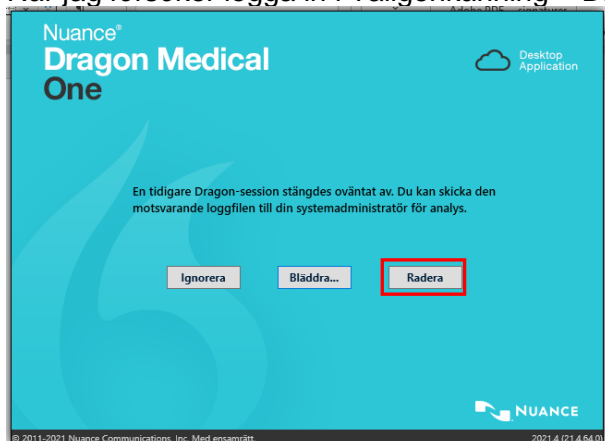 Nuance®
Dragon Medical
One
Desktop
Application
En tidigare Dragon-session stängdes oväntat av. Du kan skicka den
motsvarande loggfilen till din systemadministratör för analys.
Ignorera
Bläddra...
Radera
NUANCE
© 2011-2021 Nuance Communications, Inc. Med ensamrätt.
2021.4 (21.4.64.0)